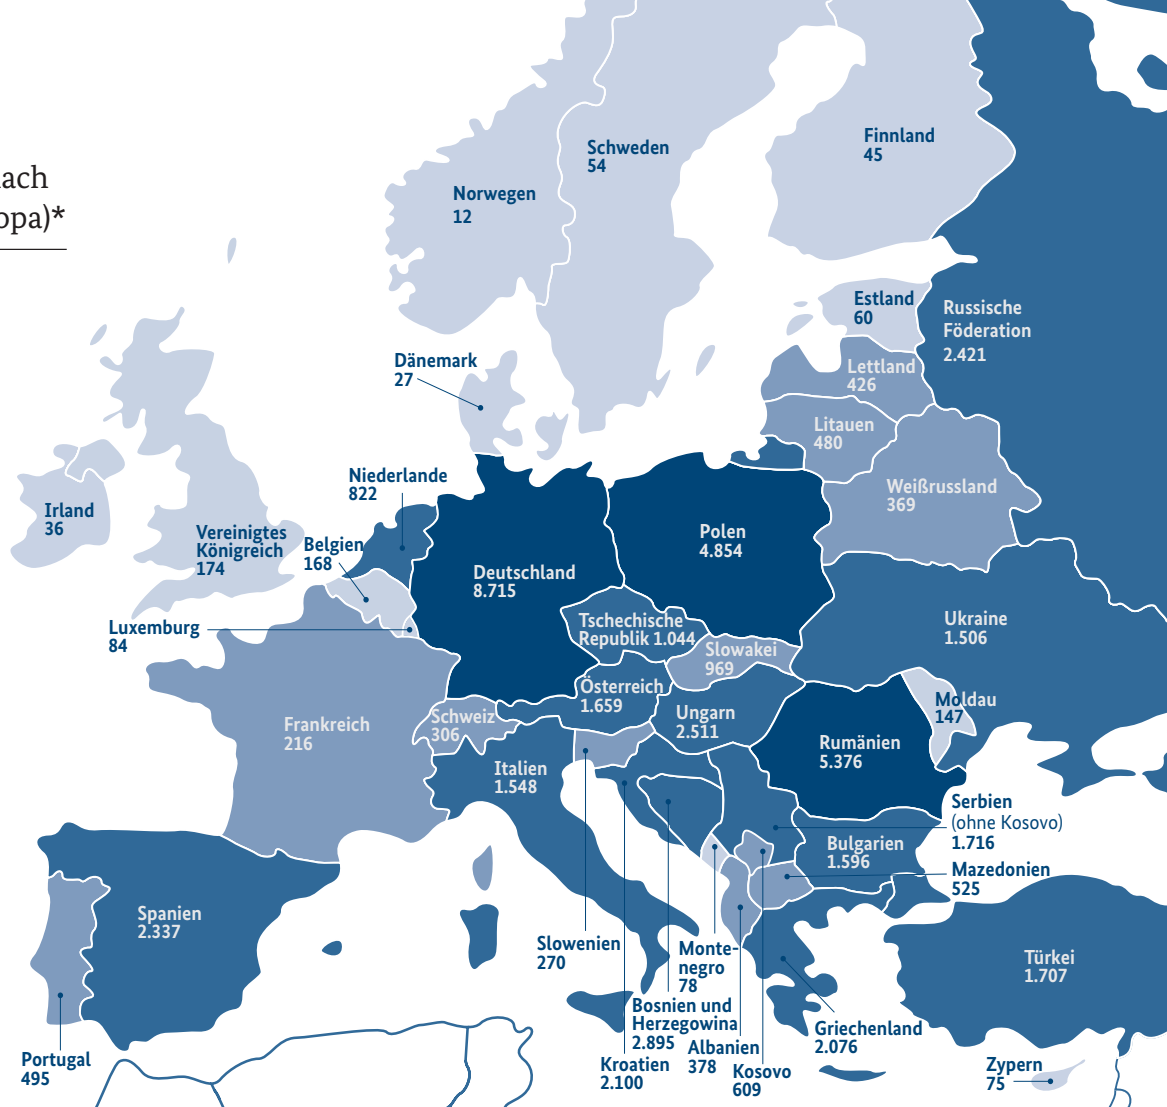 ach
opa)*
Schweden
54
Finnland
45
Norwegen
12
Estland
60
Russische
Föderation
2.421
Dänemark
27
Lettland
426
Litauen
480
Niederlande
822
Weißrussland
369
Irland
36
Vereinigtes
Königreich
174
Belgien
168
Polen
4.854
Deutschland
8.715
Luxemburg
84
Tschechische
Republik 1.044
Ukraine
1.506
Slowakei
969
Österreich
1.659
Moldau
147
Frankreich
216
Schweiz
306
Ungarn
2.511
Rumänien
5.376
Italien
1.548
Serbien
(ohne Kosovo)
1.716
Bulgarien
1.596
Mazedonien
525
Spanien
2.337
Slowenien
270
Monte-
negro
78
Türkei
1.707
Bosnien und
Herzegowina
2.895
Griechenland
2.076
Portugal
495
Kroatien
2.100
Albanien
378
Kosovo
609
Zypern
75